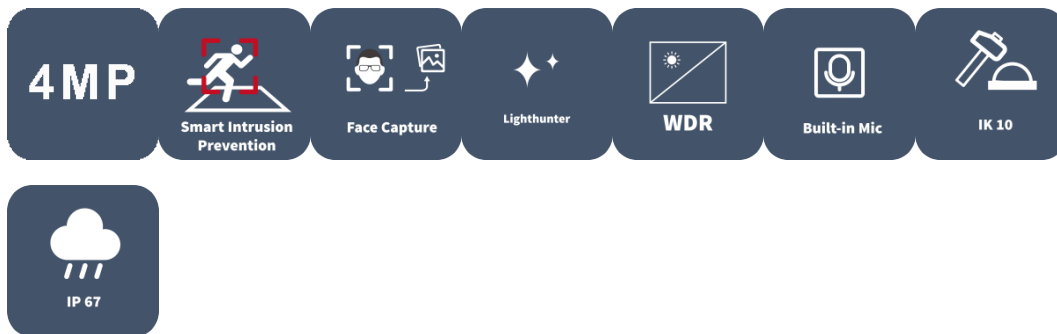 4MP
Smart Intrusion
Prevention
Face Capture
Lighthunter
WDR
Built-in Mic
IK 10
IP 67